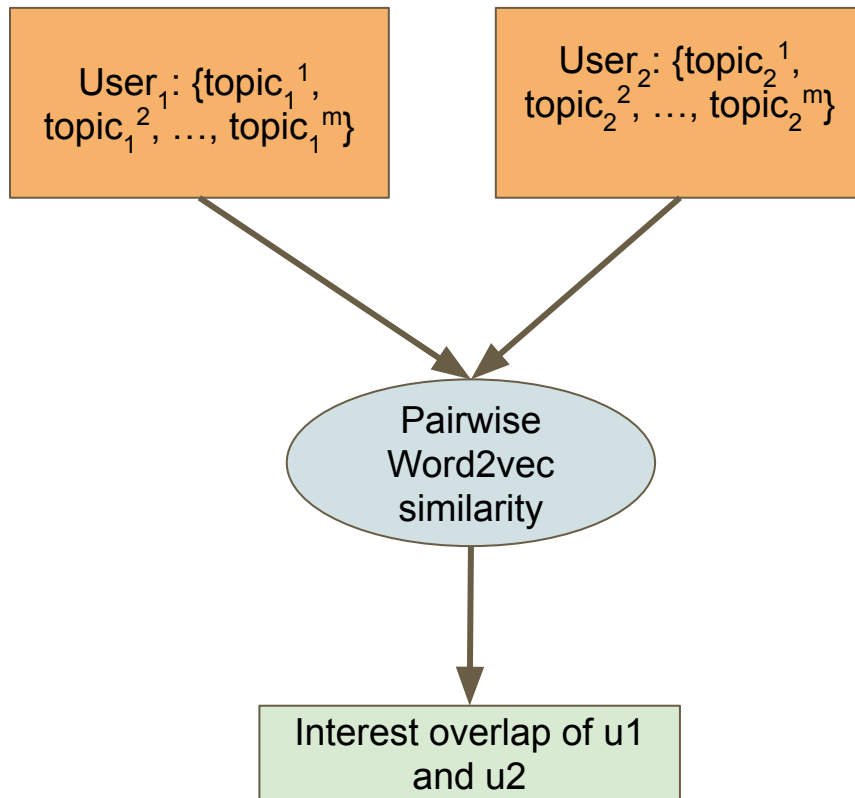 User₁: {topic₁¹,
topic₁², …, topic₁ᵐ}
User₂: {topic₂¹,
topic₂², …, topic₂ᵐ}
Pairwise
Word2vec
similarity
Interest overlap of u1
and u2